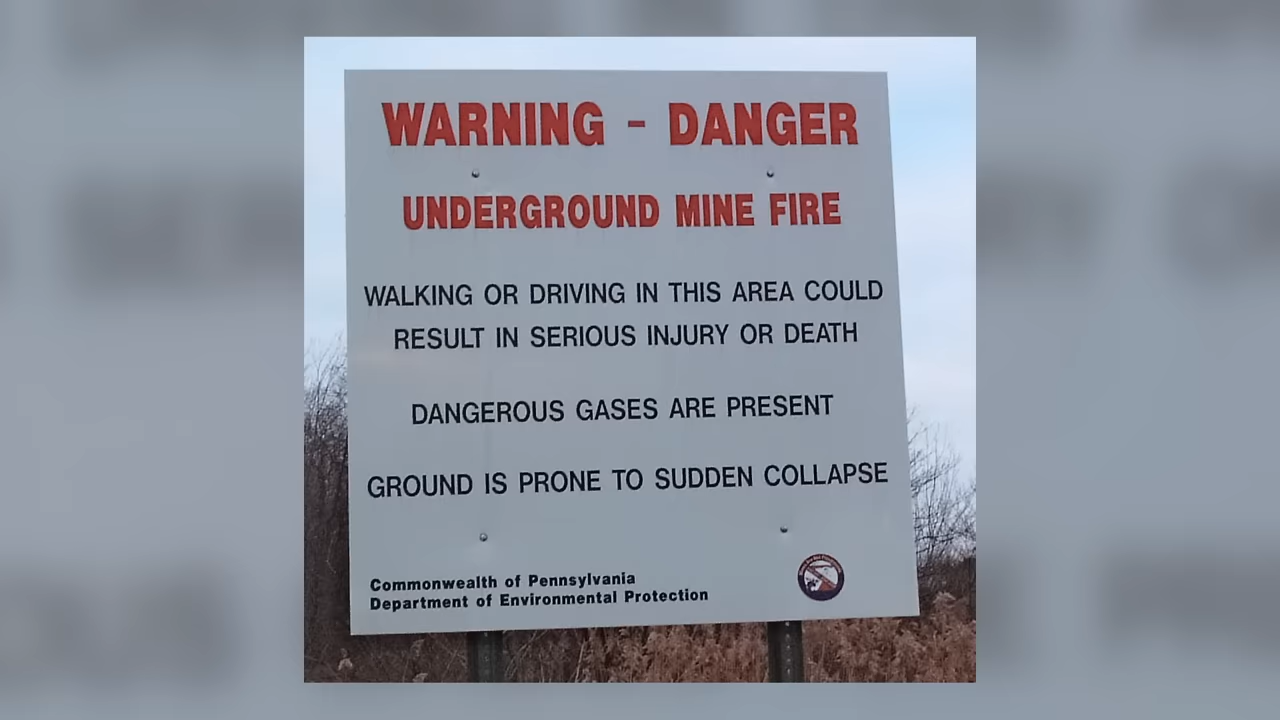 WARNING - DANGER
UNDERGROUND MINE FIRE
WALKING OR DRIVING IN THIS AREA COULD
RESULT IN SERIOUS INJURY OR DEATH
DANGEROUS GASES ARE PRESENT
GROUND IS PRONE TO SUDDEN COLLAPSE
Commonwealth of Pennsylvania
Department of Environmental Protection